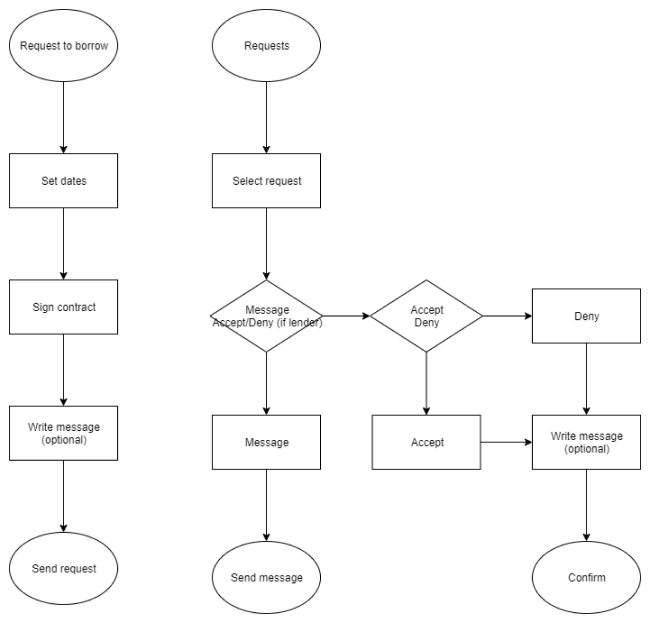 Request to borrow
Set dates
Sign contract
Write message
(optional)
Send request
Requests
Select request
Message
Accept/Deny (if lender)
Message
Send message
Accept
Deny
Accept
Deny
Write message
(optional)
Confirm